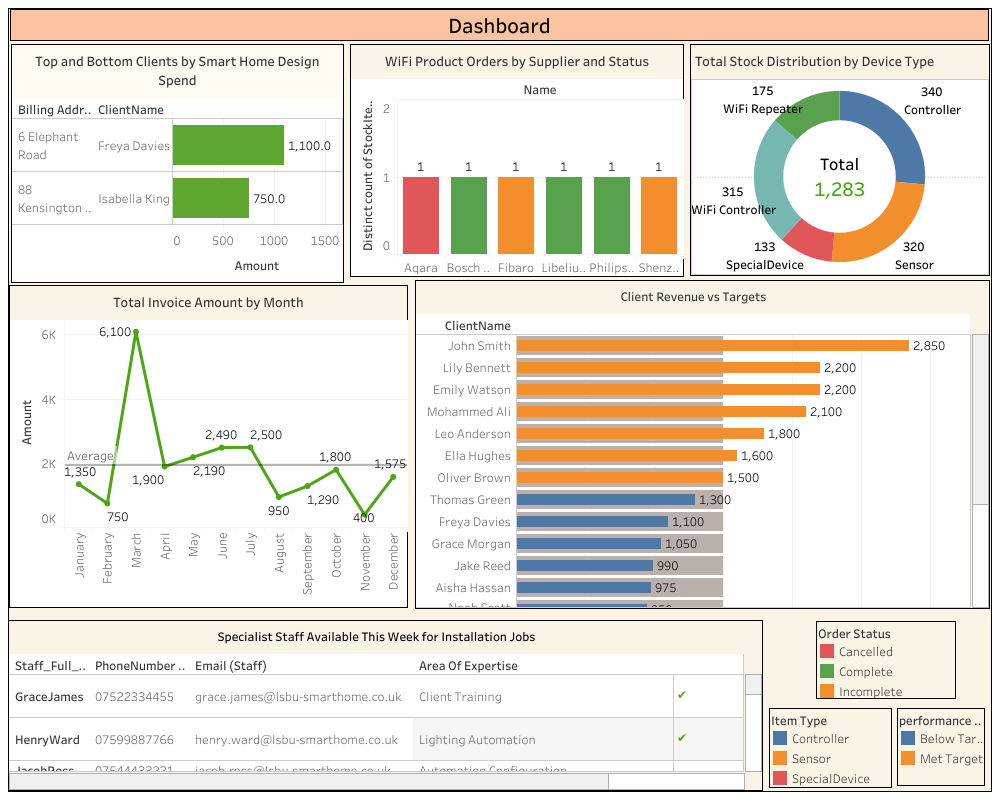 Dashboard
Top and Bottom Clients by Smart Home Design
Spend
Billing Addr.. ClientName
6 Elephant
Road
Freya Davies
1,100.0
88
Kensington ..
Isabella King
750.0
0 500 1000 1500
Amount
WiFi Product Orders by Supplier and Status
Name
Distinct count of StockIte..
2
1
0
1 1 1 1 1 1
Aqara Bosch .. Fibaro Libeliu.. Philips.. Shenz..
Total Stock Distribution by Device Type
175
WiFi Repeater
340
Controller
Total
1,283
315
WiFi Controller
133
SpecialDevice
320
Sensor
Total Invoice Amount by Month
Amount
6K
4K
2K
0K
Average
1,350
750
6,100
1,900
2,190
2,490
2,500
950
1,290
1,800
400
1,575
January
February
March
April
May
June
July
August
September
October
November
December
Client Revenue vs Targets
ClientName
John Smith 2,850
Lily Bennett 2,200
Emily Watson 2,200
Mohammed Ali 2,100
Leo Anderson 1,800
Ella Hughes 1,600
Oliver Brown 1,500
Thomas Green 1,300
Freya Davies 1,100
Grace Morgan 1,050
Jake Reed 990
Aisha Hassan 975
Noah Scott
Specialist Staff Available This Week for Installation Jobs
Staff_Full_.. PhoneNumber .. Email (Staff) Area Of Expertise
GraceJames 07522334455 grace.james@lsbu-smarthome.co.uk Client Training ✔
HenryWard 07599887766 henry.ward@lsbu-smarthome.co.uk Lighting Automation ✔
JacobRoss 07544433221 jacob.ross@lsbu-smarthome.co.uk Automation Configuration
Order Status
Cancelled
Complete
Incomplete
Item Type
Controller
Sensor
SpecialDevice
performance ..
Below Tar..
Met Target